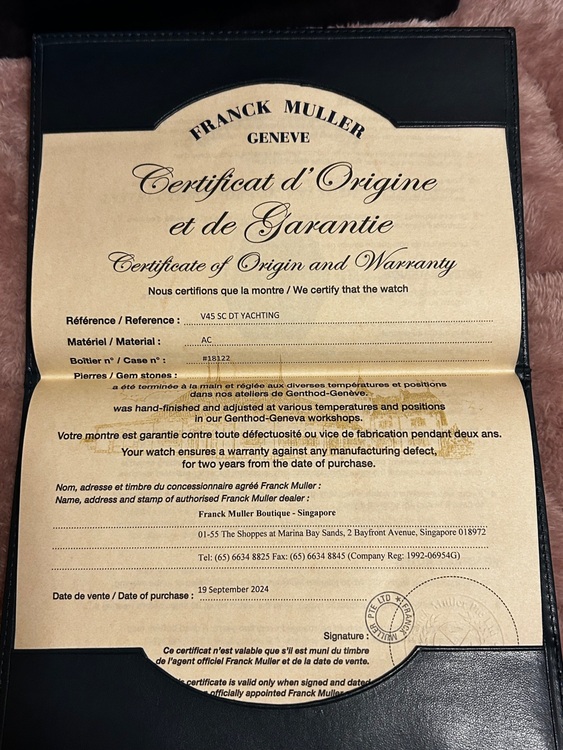 FRANCK MULLER
GENEVE
Certificat d'Origine
et de Garantie
Certificate of Origin and Warranty
Nous certifions que la montre / We certify that the watch
Référence / Reference : V45 SC DT YACHTING
Matériel / Material : AC
Boîtier n° / Case n° : #18122
Pierres / Gem stones :
a été terminée à la main et réglée aux diverses températures et positions
dans nos ateliers de Genthod-Genève.
was hand-finished and adjusted at various temperatures and positions
in our Genthod-Geneva workshops.
Votre montre est garantie contre toute défectuosité ou vice de fabrication pendant deux ans.
Your watch ensures a warranty against any manufacturing defect,
for two years from the date of purchase.
Nom, adresse et timbre du concessionnaire agréé Franck Muller :
Name, address and stamp of authorised Franck Muller dealer :
Franck Muller Boutique - Singapore
01-55 The Shoppes at Marina Bay Sands, 2 Bayfront Avenue, Singapore 018972
Tel: (65) 6634 8825 Fax: (65) 6634 8845 (Company Reg: 1992-06954G)
Date de vente / Date of purchase : 19 September 2024
Signature :
FRANCK MULLER PTE LTD *
Ce certificat n'est valable que s'il est muni du timbre
de l'agent officiel Franck Muller et de la date de vente.
certificate is valid only when signed and dated
officially appointed Franck Muller